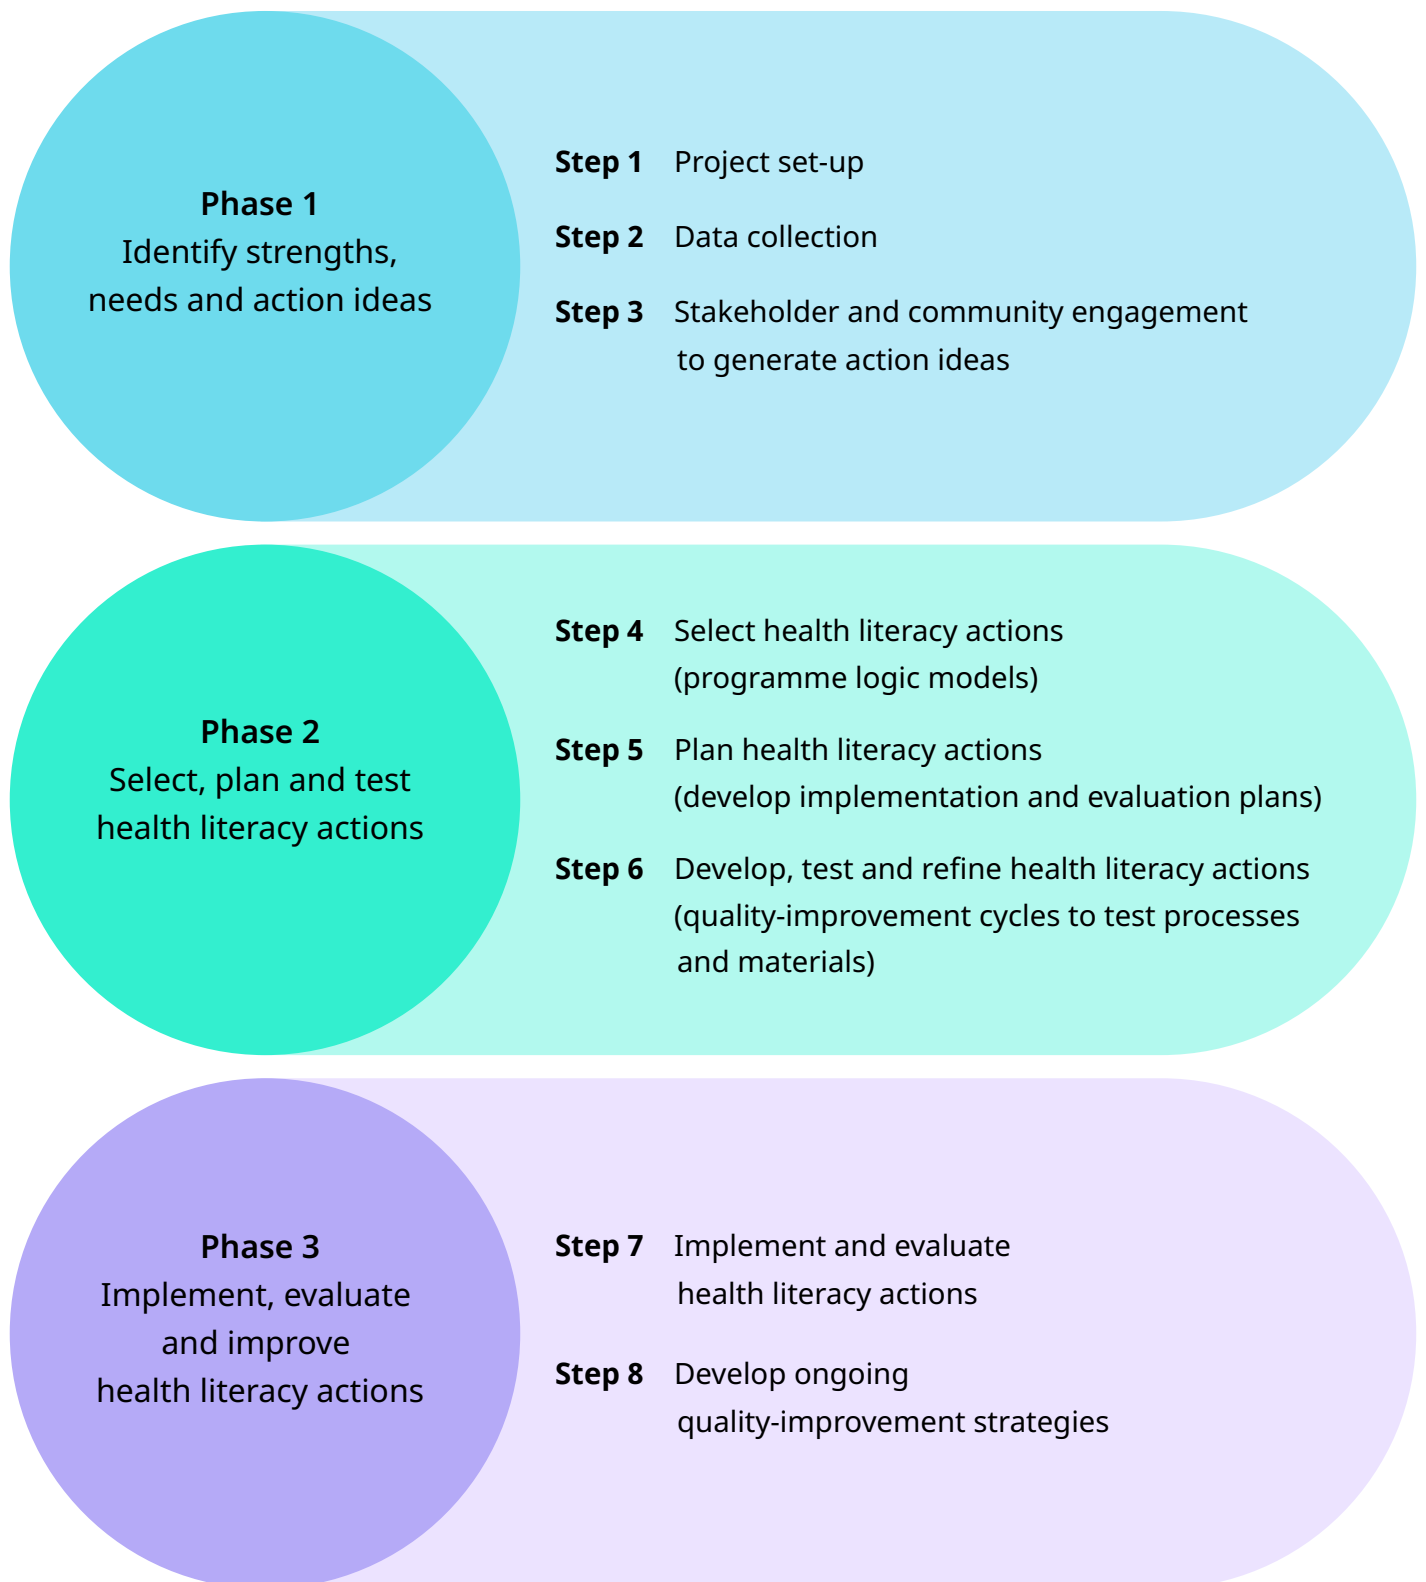 Phase 1
Identify strengths,
needs and action ideas
Step 1 Project set-up
Step 2 Data collection
Step 3 Stakeholder and community engagement
to generate action ideas
Phase 2
Select, plan and test
health literacy actions
Step 4 Select health literacy actions
(programme logic models)
Step 5 Plan health literacy actions
(develop implementation and evaluation plans)
Step 6 Develop, test and refine health literacy actions
(quality-improvement cycles to test processes
and materials)
Phase 3
Implement, evaluate
and improve
health literacy actions
Step 7 Implement and evaluate
health literacy actions
Step 8 Develop ongoing
quality-improvement strategies